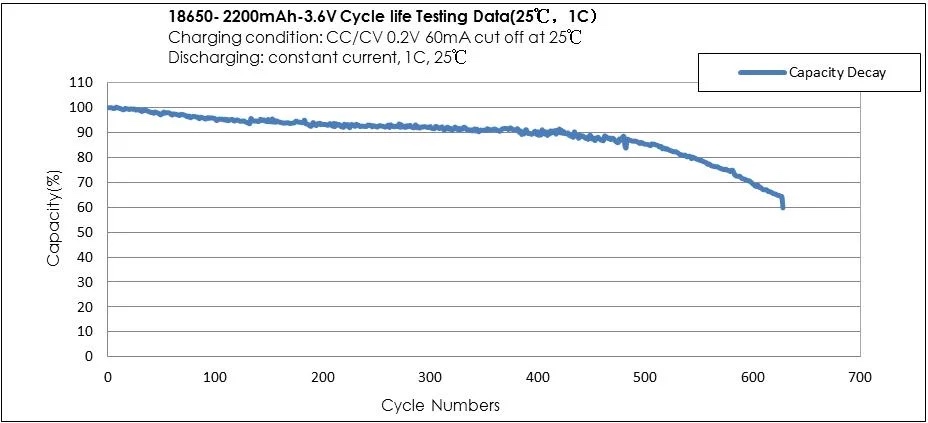 18650- 2200mAh-3.6V Cycle life Testing Data(25℃，1C）
Charging condition: CC/CV 0.2V 60mA cut off at 25℃
Discharging: constant current, 1C, 25℃
Capacity Decay
110
100
90
80
70
60
50
40
30
20
10
0
Capacity(%)
0 100 200 300 400 500 600 700
Cycle Numbers